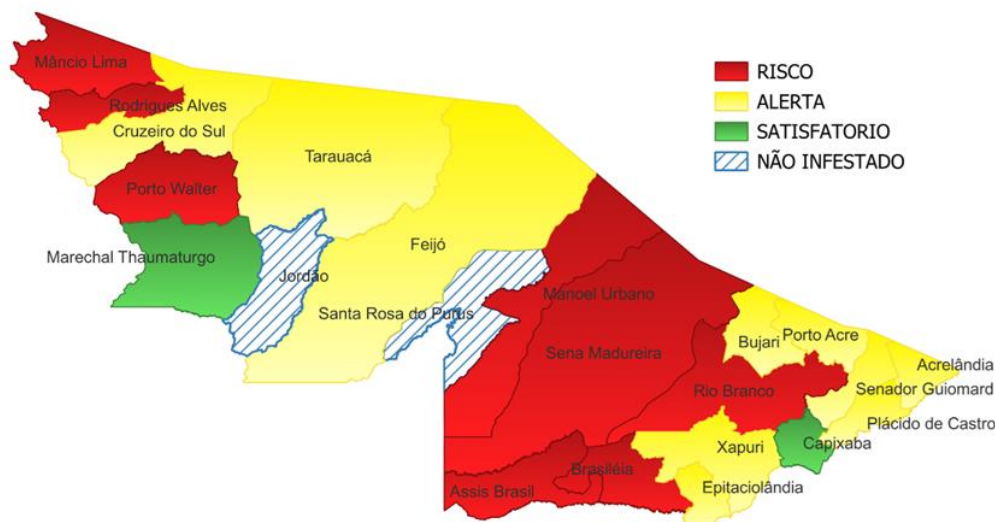 Mâncio Lima
Rodrigues Alves
Cruzeiro do Sul
Tarauacá
Porto Walter
Feijó
Marechal Thaumaturgo
Jordão
Santa Rosa do Purus
Manoel Urbano
Sena Madureira
Bujari
Porto Acre
Acrelândia
Rio Branco
Senador Guiomard
Plácido de Castro
Xapuri
Capixaba
Brasiléia
Assis Brasil
Epitaciolândia
RISCO
ALERTA
SATISFATORIO
NÃO INFESTADO